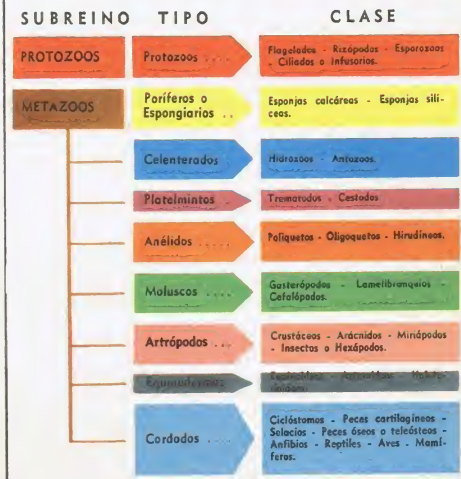 SUBREINO TIPO CLASE
PROTOZOOS
Protozoos ....
Flagelados - Rizópodos - Esporozoos
- Ciliados o Infusorios.
METAZOOS
Poríferos o
Espongiarios ..
Esponjas calcáreas - Esponjas silí-
ceas.
Celenterados
Hidrozoos - Antozoos.
Platelmintos ..
Trematodos - Cestodos
Anélidos .....
Poliquetos - Oligoquetos - Hirudíneos.
Moluscos ....
Gasterópodos - Lamelibranquios -
Cefalópodos.
Artrópodos ...
Crustáceos - Arácnidos - Miriápodos
- Insectos o Hexápodos.
Equinodermos
Cordados ....
Ciclóstomos - Peces cartilagíneos -
Selacios - Peces óseos o teleósteos -
Anfibios - Reptiles - Aves - Mamí-
feros.